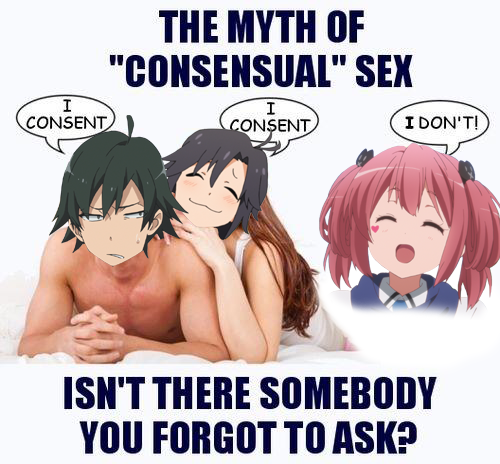 THE MYTH OF
"CONSENSUAL" SEX
I
CONSENT
I
CONSENT
I DON'T!
ISN'T THERE SOMEBODY
YOU FORGOT TO ASK?